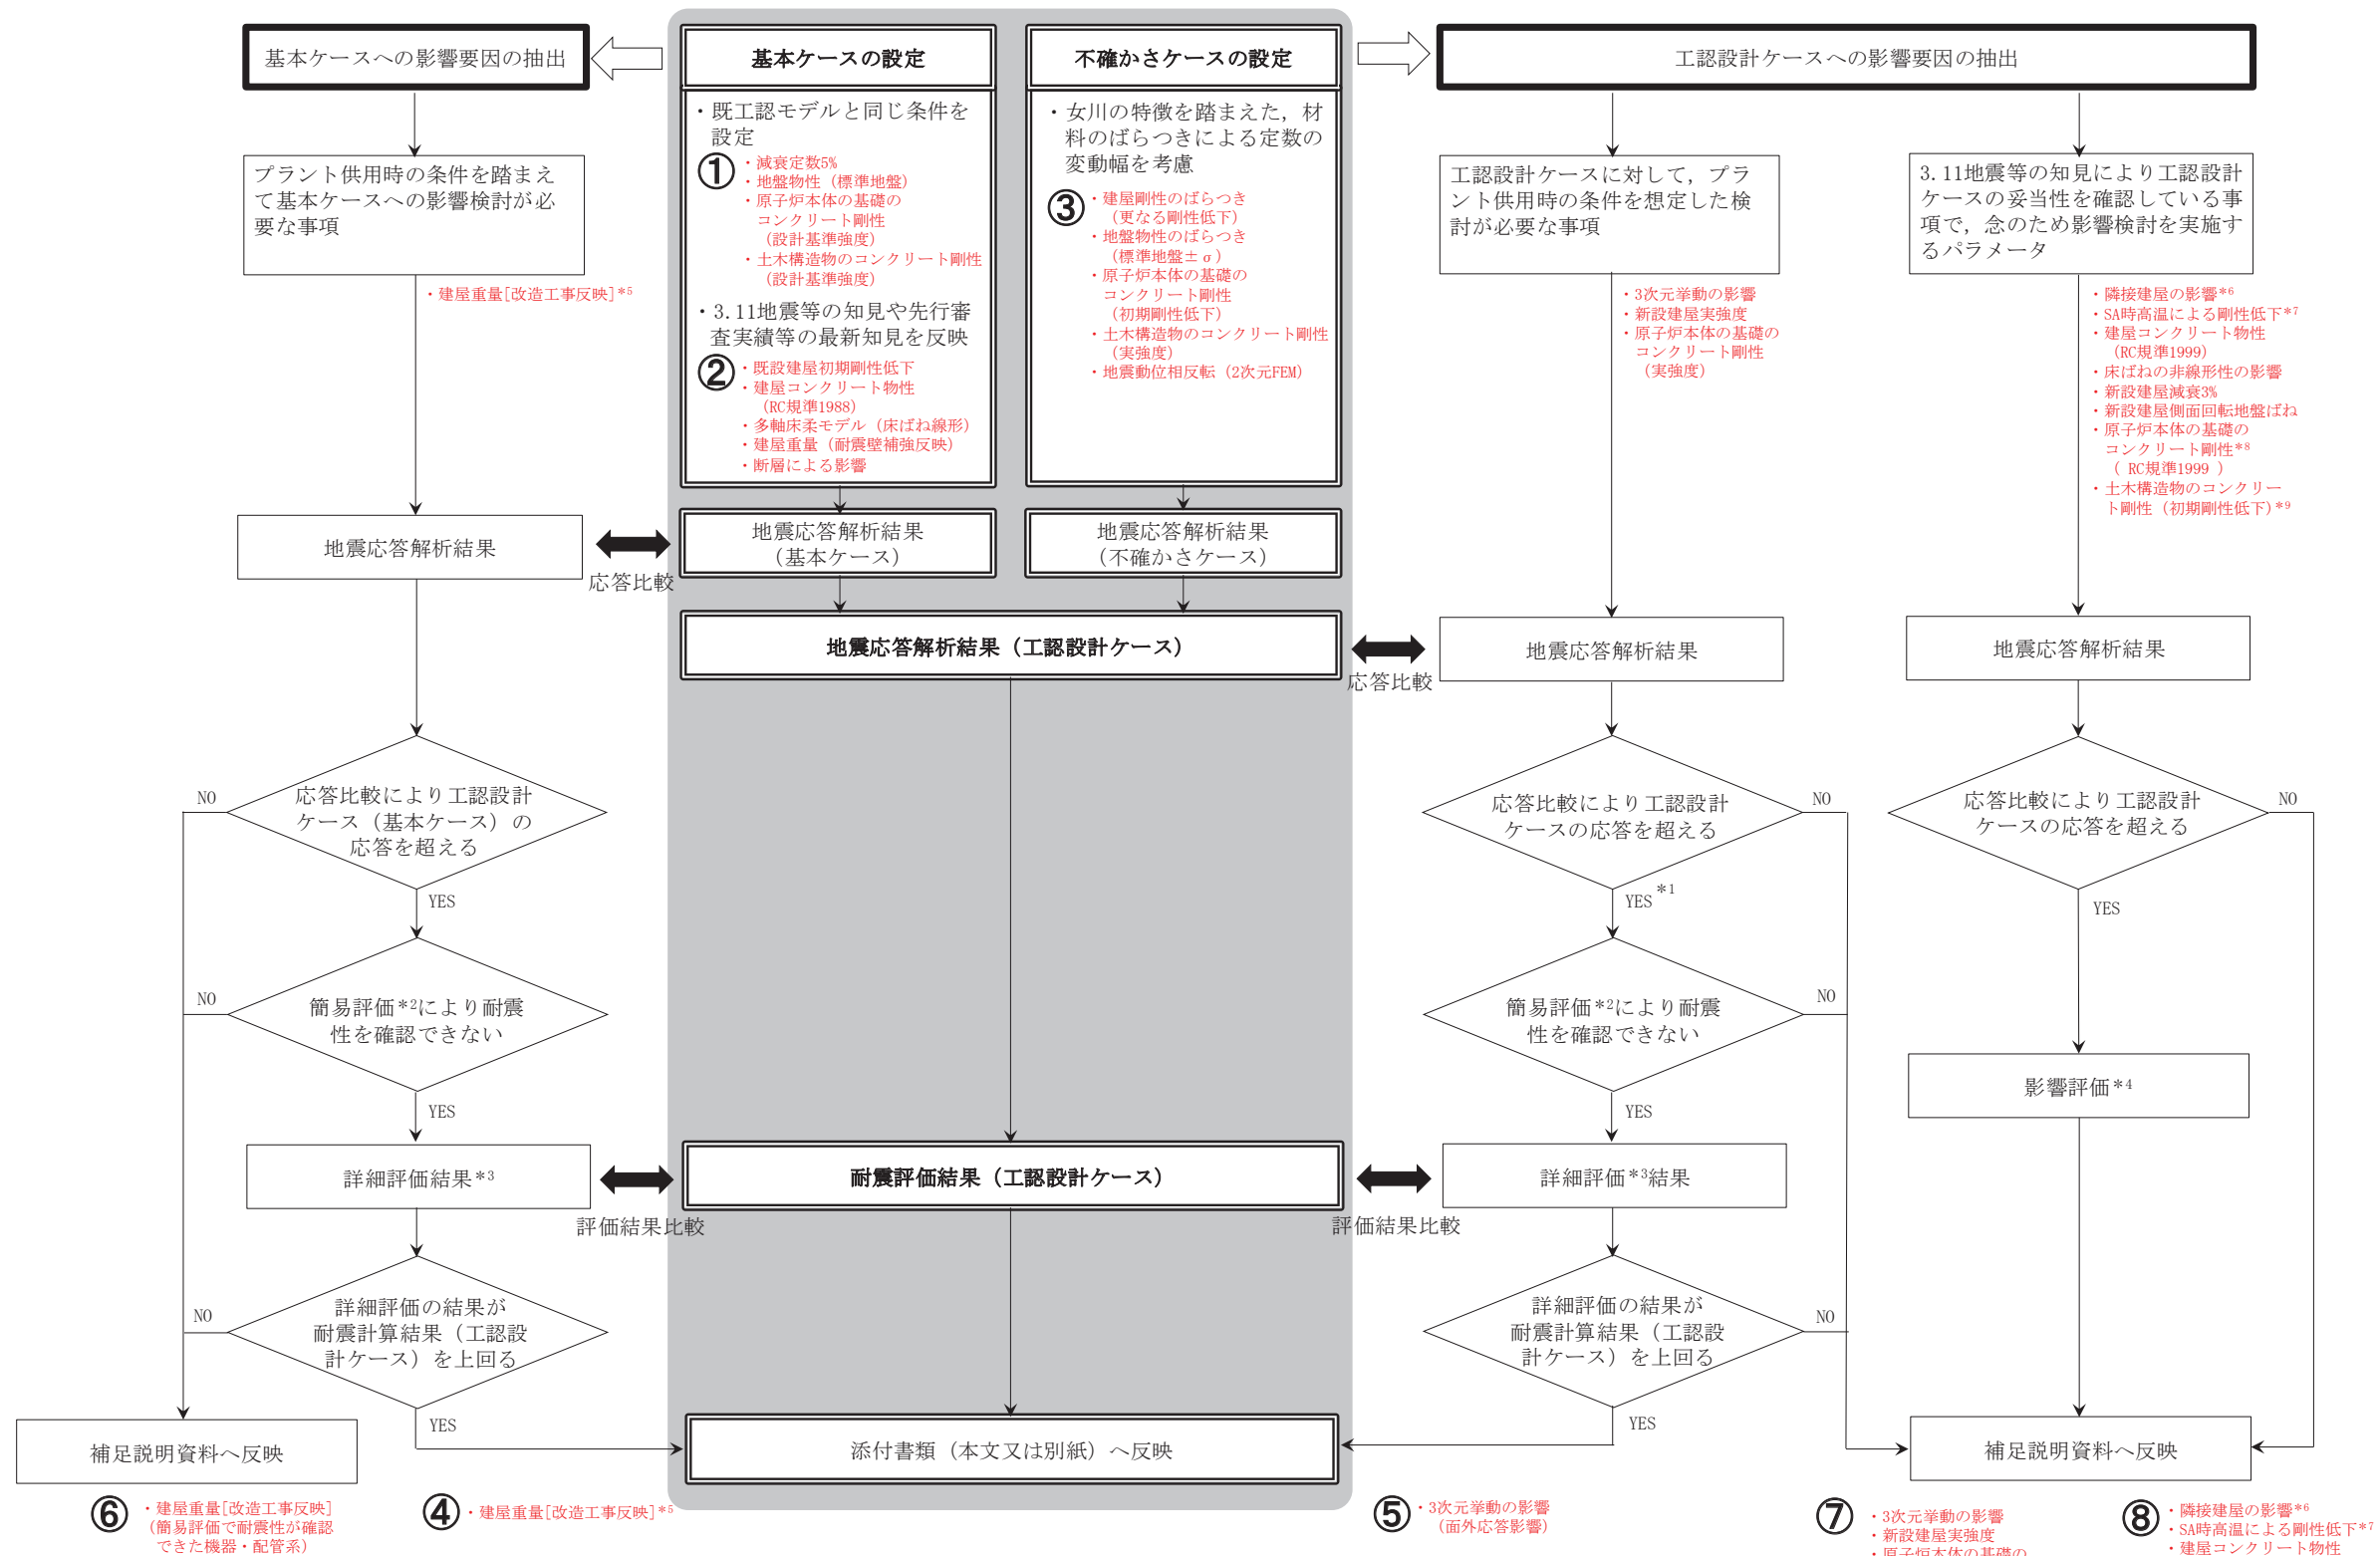 基本ケースへの影響要因の抽出
プラント供用時の条件を踏まえ
て基本ケースへの影響検討が必
要な事項
・建屋重量[改造工事反映]*5
地震応答解析結果
応答比較
応答比較により工認設計
ケース（基本ケース）の
応答を超える
NO
YES
簡易評価*2により耐震
性を確認できない
NO
YES
詳細評価結果*3
評価結果比較
詳細評価の結果が
耐震計算結果（工認設
計ケース）を上回る
NO
YES
補足説明資料へ反映
⑥
・建屋重量[改造工事反映]
（簡易評価で耐震性が確認
できた機器・配管系）
④
・建屋重量[改造工事反映]*5
基本ケースの設定
・既工認モデルと同じ条件を
設定
①
・減衰定数5%
・地盤物性（標準地盤）
・原子炉本体の基礎の
コンクリート剛性
（設計基準強度）
・土木構造物のコンクリート剛性
（設計基準強度）
・3.11地震等の知見や先行審
査実績等の最新知見を反映
②
・既設建屋初期剛性低下
・建屋コンクリート物性
（RC規準1988）
・多軸床柔モデル（床ばね線形）
・建屋重量（耐震壁補強反映）
・断層による影響
地震応答解析結果
（基本ケース）
不確かさケースの設定
・女川の特徴を踏まえた，材
料のばらつきによる定数の
変動幅を考慮
③
・建屋剛性のばらつき
（更なる剛性低下）
・地盤物性のばらつき
（標準地盤±σ）
・原子炉本体の基礎の
コンクリート剛性
（初期剛性低下）
・土木構造物のコンクリート剛性
（実強度）
・地震動位相反転（2次元FEM）
地震応答解析結果
（不確かさケース）
地震応答解析結果（工認設計ケース）
耐震評価結果（工認設計ケース）
添付書類（本文又は別紙）へ反映
工認設計ケースへの影響要因の抽出
工認設計ケースに対して，プラ
ント供用時の条件を想定した検
討が必要な事項
・3次元挙動の影響
・新設建屋実強度
・原子炉本体の基礎の
コンクリート剛性
（実強度）
応答比較
地震応答解析結果
応答比較により工認設計
ケースの応答を超える
NO
YES*1
簡易評価*2により耐震
性を確認できない
NO
YES
評価結果比較
詳細評価*3結果
詳細評価の結果が
耐震計算結果（工認設
計ケース）を上回る
NO
YES
⑤
・3次元挙動の影響
（面外応答影響）
3.11地震等の知見により工認設計
ケースの妥当性を確認している事
項で，念のため影響検討を実施す
るパラメータ
・隣接建屋の影響*6
・SA時高温による剛性低下*7
・建屋コンクリート物性
（RC規準1999）
・床ばねの非線形性の影響
・新設建屋減衰3%
・新設建屋側面回転地盤ばね
・原子炉本体の基礎の
コンクリート剛性*8
（ RC規準1999 ）
・土木構造物のコンクリー
ト剛性（初期剛性低下）*9
地震応答解析結果
応答比較により工認設計
ケースの応答を超える
NO
YES
影響評価*4
補足説明資料へ反映
⑦
・3次元挙動の影響
・新設建屋実強度
・原子炉本体の基礎の
⑧
・隣接建屋の影響*6
・SA時高温による剛性低下*7
・建屋コンクリート物性